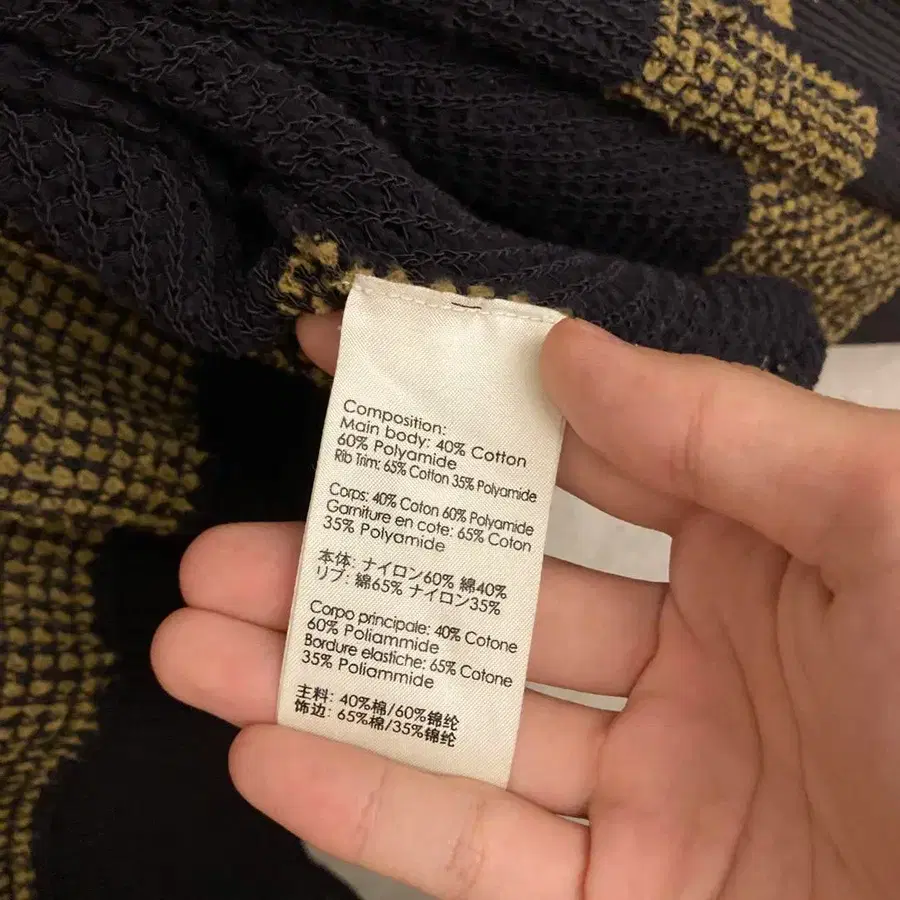 Composition:
Main body: 40% Cotton
60% Polyamide
Rib Trim: 65% Cotton 35% Polyamide
Corps: 40% Coton 60% Polyamide
Garniture en cote: 65% Coton
35% Polyamide
本体: ナイロン60% 綿40%
リブ: 綿65% ナイロン35%
Corpo principale: 40% Cotone
60% Poliammide
Bordure elastiche: 65% Cotone
35% Poliammide
主料: 40%棉/60%锦纶
饰边: 65%棉/35%锦纶